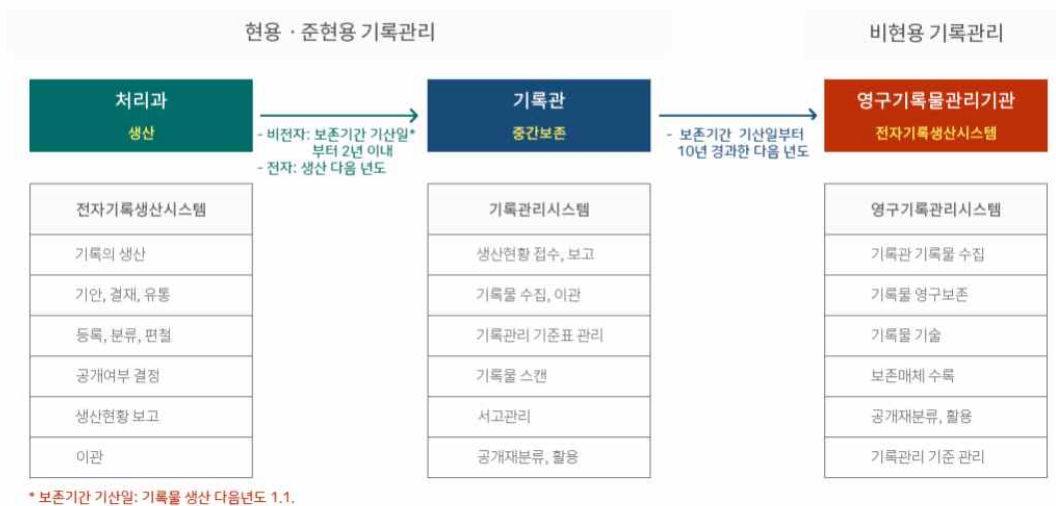 현용 · 준현용 기록관리
비현용 기록관리
처리과
생산
- 비전자: 보존기간 기산일*
부터 2년 이내
- 전자: 생산 다음 년도
기록관
중간보존
- 보존기간 기산일부터
10년 경과한 다음 년도
영구기록물관리기관
전자기록생산시스템
전자기록생산시스템
기록의 생산
기안, 결재, 유통
등록, 분류, 편철
공개여부 결정
생산현황 보고
이관
기록관리시스템
생산현황 접수, 보고
기록물 수집, 이관
기록관리 기준표 관리
기록물 스캔
서고관리
공개재분류, 활용
영구기록관리시스템
기록관 기록물 수집
기록물 영구보존
기록물 기술
보존매체 수록
공개재분류, 활용
기록관리 기준 관리
* 보존기간 기산일: 기록물 생산 다음년도 1.1.